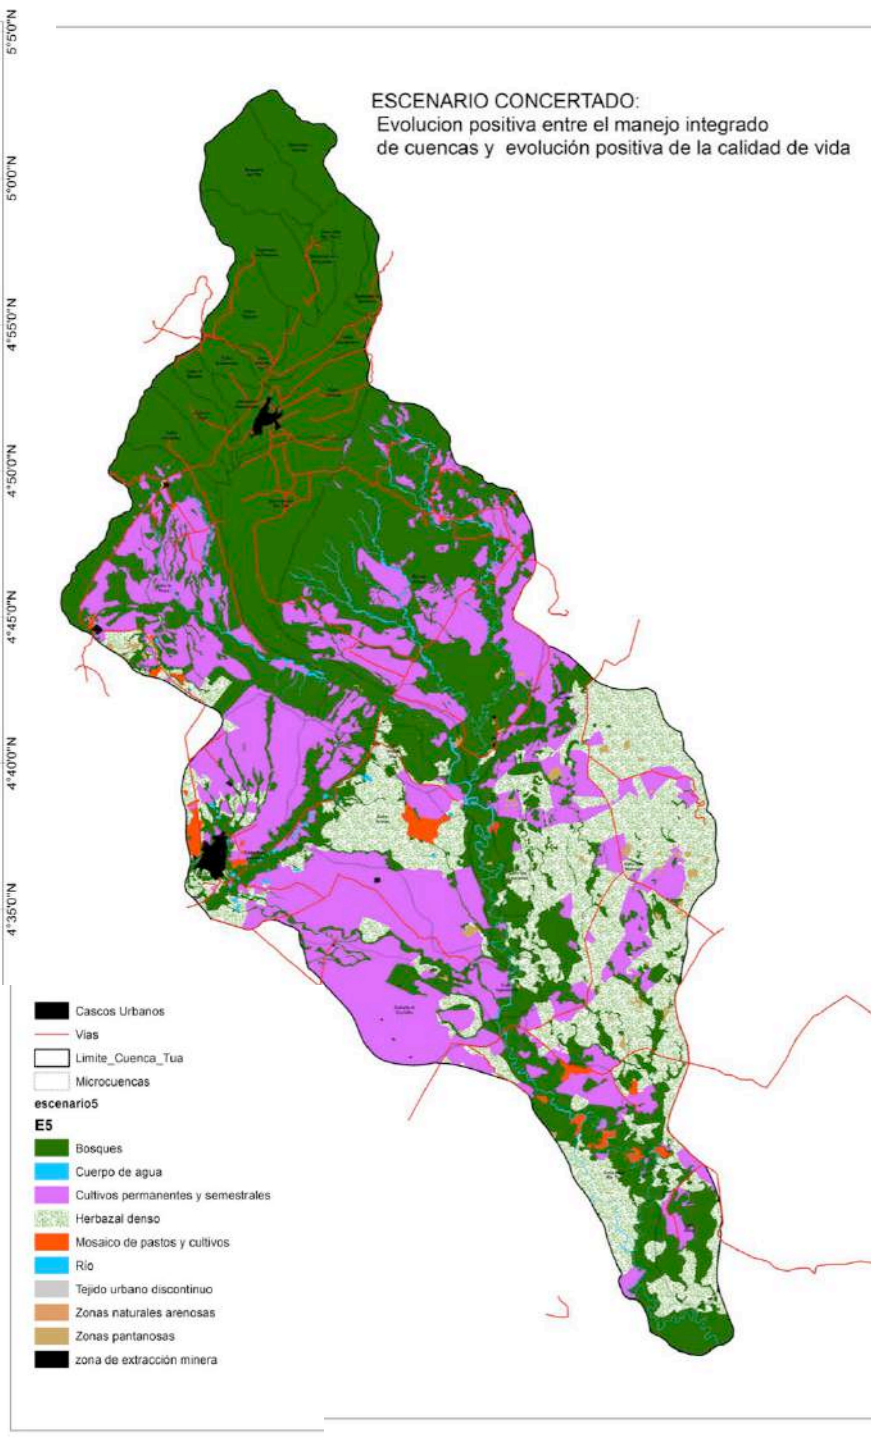 ESCENARIO CONCERTADO:
Evolucion positiva entre el manejo integrado
de cuencas y evolución positiva de la calidad de vida
5°5'0"N
5°0'0"N
4°55'0"N
4°50'0"N
4°45'0"N
4°40'0"N
4°35'0"N
Cascos Urbanos
Vías
Límite_Cuenca_Tua
Microcuencas
escenario5
E5
Bosques
Cuerpo de agua
Cultivos permanentes y semestrales
Herbazal denso
Mosaico de pastos y cultivos
Río
Tejido urbano discontinuo
Zonas naturales arenosas
Zonas pantanosas
zona de extracción minera